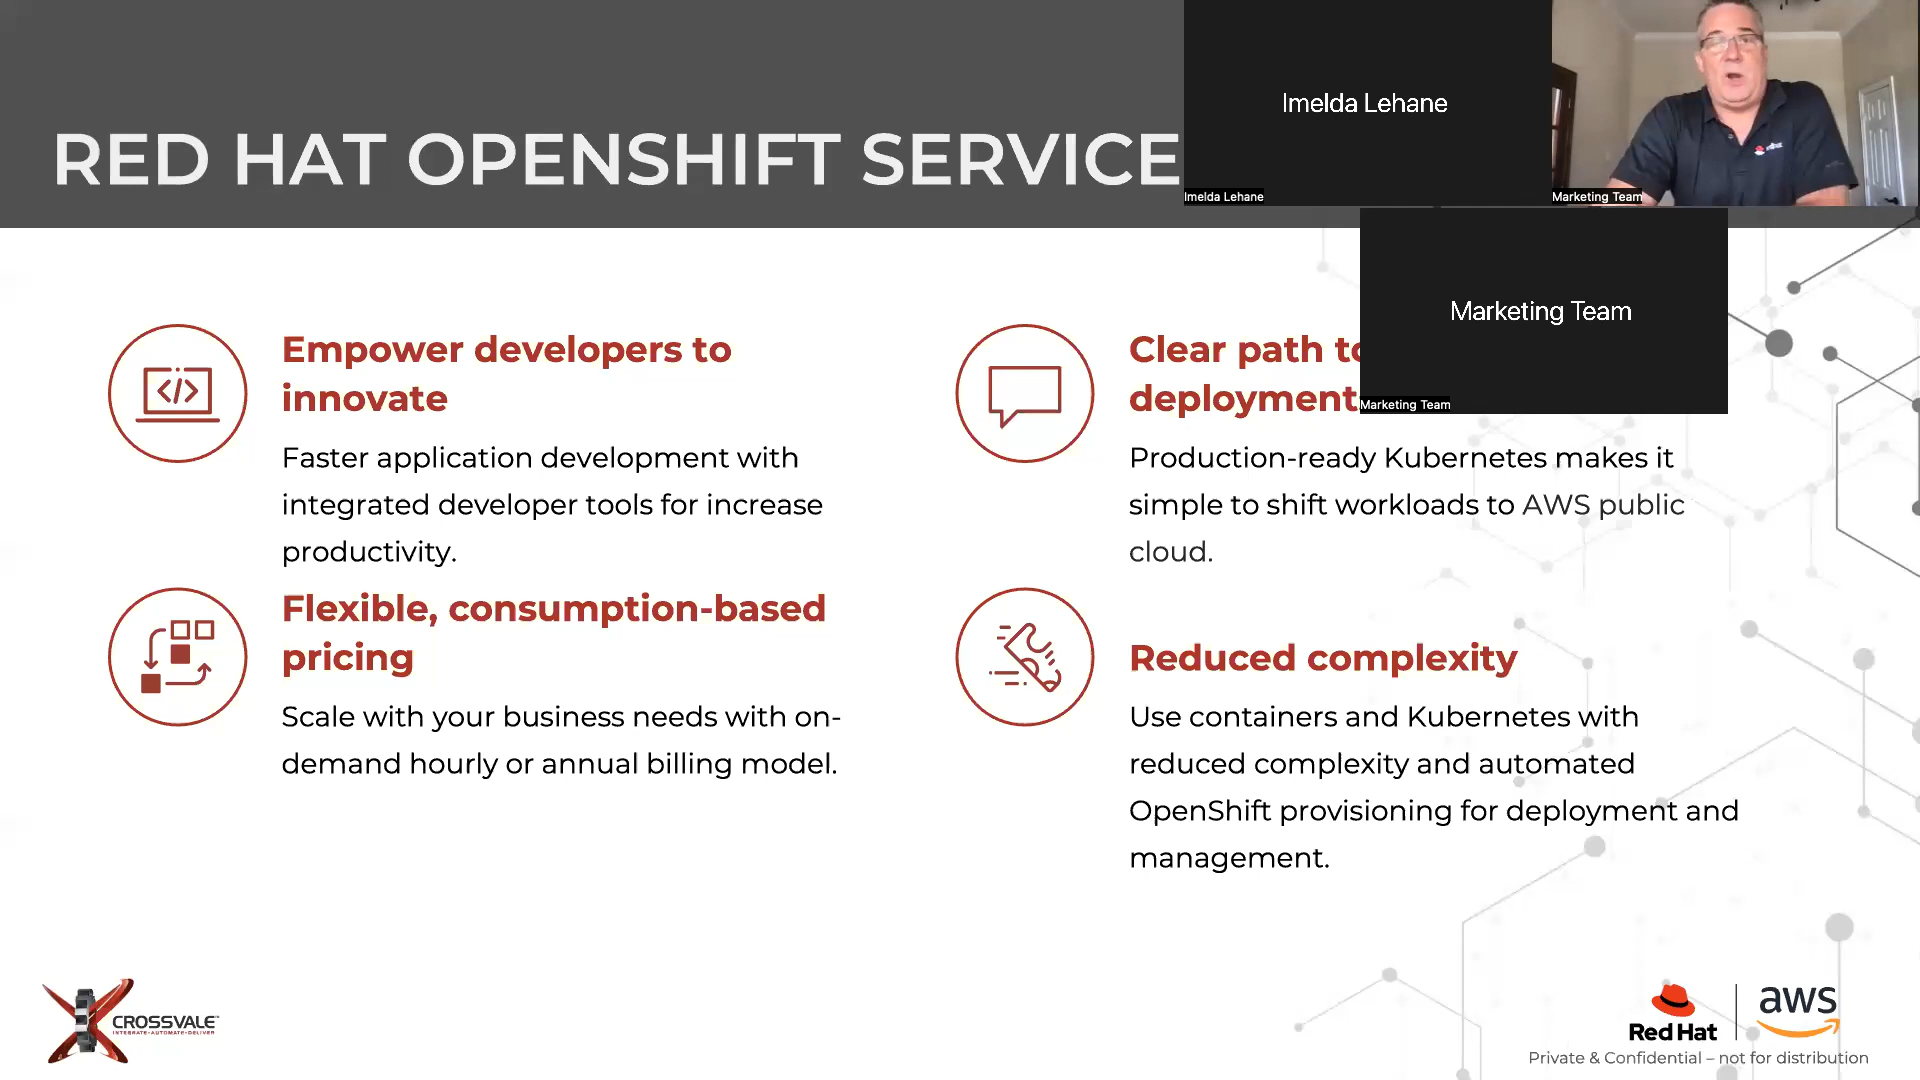 RED HAT OPENSHIFT SERVICE
Imelda Lehane
Imelda Lehane
Marketing Team
Marketing Team
Marketing Team
Empower developers to
innovate
Faster application development with
integrated developer tools for increase
productivity.
Clear path to
deployment
Production-ready Kubernetes makes it
simple to shift workloads to AWS public
cloud.
Flexible, consumption-based
pricing
Scale with your business needs with on-
demand hourly or annual billing model.
Reduced complexity
Use containers and Kubernetes with
reduced complexity and automated
OpenShift provisioning for deployment and
management.
CROSSVALE
INTEGRATE•AUTOMATE•DELIVER
Red Hat
aws
Private & Confidential – not for distribution